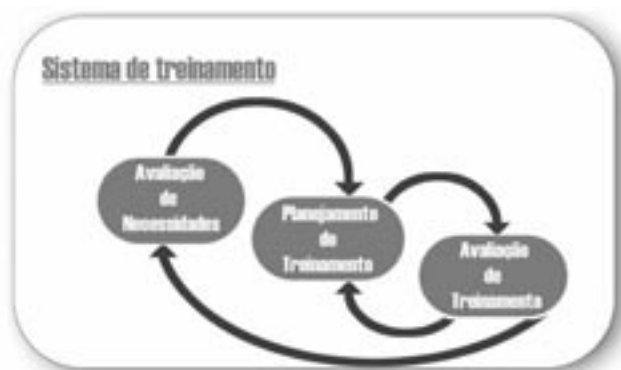 Sistema de treinamento
Avaliação
de
Necessidades
Planejamento
de
Treinamento
Avaliação
de
Treinamento